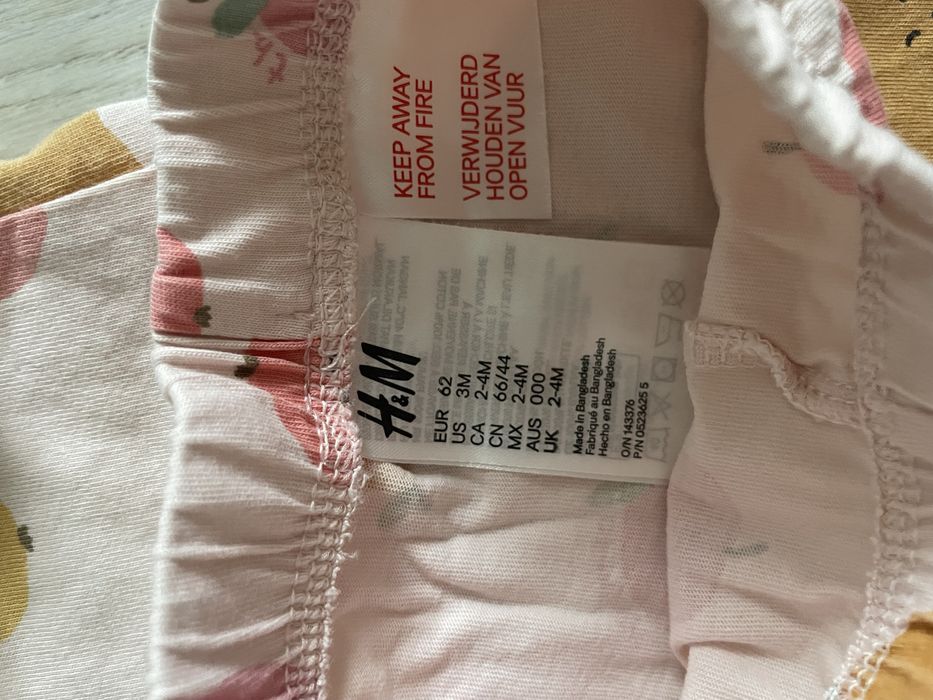 KEEP AWAY
FROM FIRE
VERWIJDERD
HOUDEN VAN
OPEN VUUR
H&M
EUR 62
US 3M
CA 2-4M
CN 66/44
MX 2-4M
AUS 000
UK 2-4M
Made in Bangladesh
Fabriqué au Bangladesh
Hecho en Bangladesh
O/N 143376
P/N 0523625 5